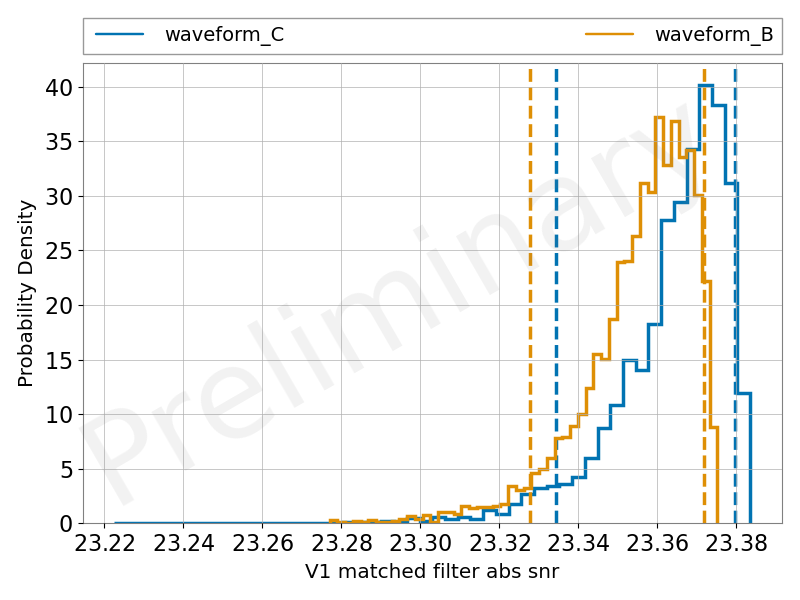 waveform_C waveform_B
40
35
30
25
20
15
10
5
0
Probability Density
Preliminary
23.22 23.24 23.26 23.28 23.30 23.32 23.34 23.36 23.38
V1 matched filter abs snr